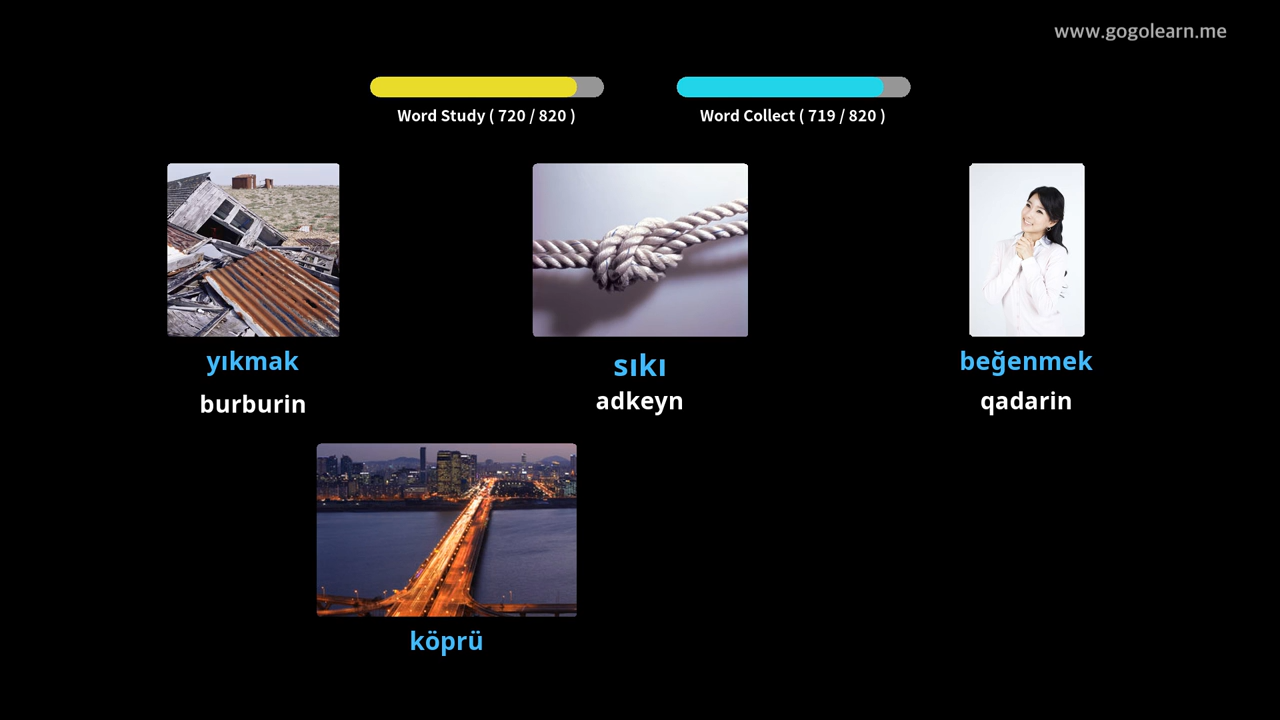 www.gogolearn.me
Word Study ( 720 / 820 )
Word Collect ( 719 / 820 )
yıkmak
burburin
sıkı
adkeyn
beğenmek
qadarin
köprü